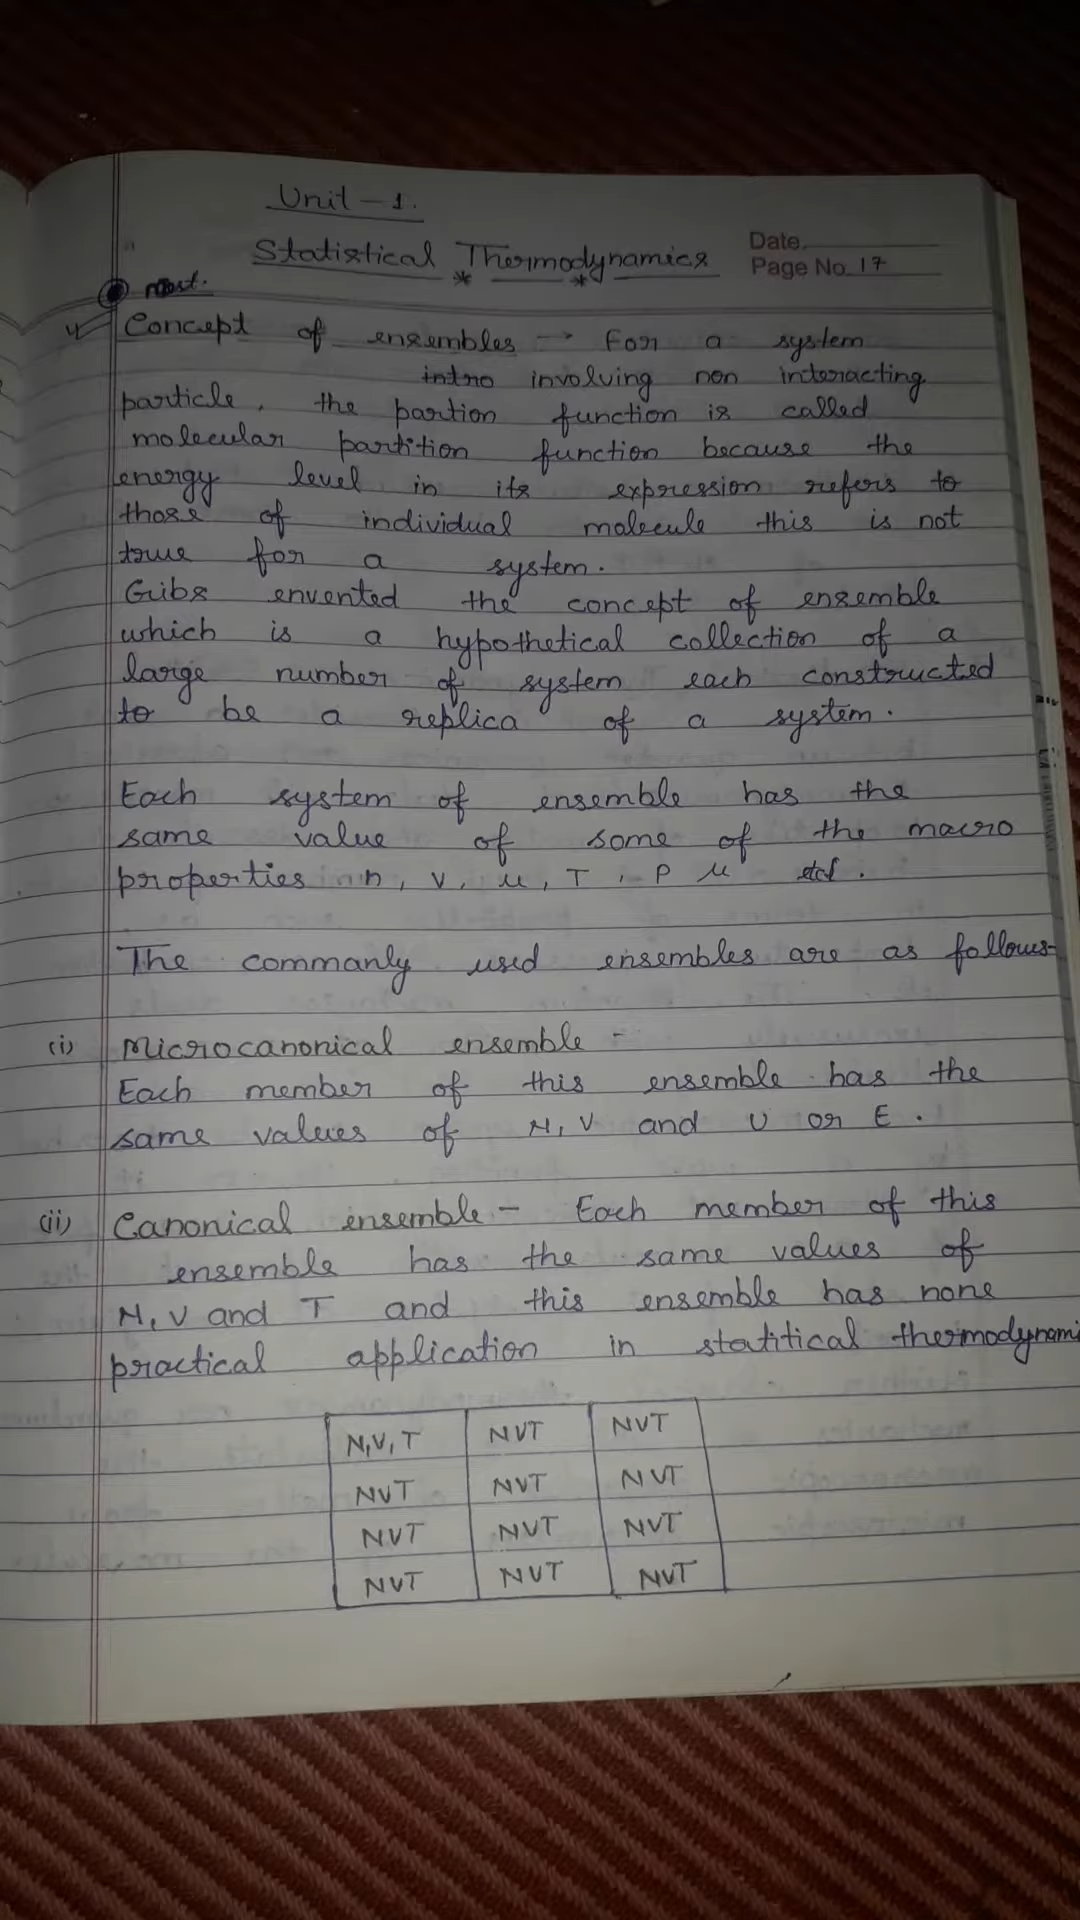 Unit - 1.
Statistical Thermodynamics
Date
Page No. 17
Concept of ensembles → For a system
intro involving non interacting
particle, the partion function is called
molecular partition function because the
energy level in its expression refers to
those of individual molecule this is not
true for a system.
Gibs envented the concept of ensemble
which is a hypothetical collection of a
large number of system each constructed
to be a replica of a system.
Each system of ensemble has the
same value of some of the macro
properties n, V, u, T, P μ etc.
The commanly used ensembles are as follows-
(i) Microcanonical ensemble -
Each member of this ensemble has the
same values of N, V and U or E.
(ii) Canonical ensemble - Each member of this
ensemble has the same values of
N, V and T and this ensemble has none
practical application in statitical thermodynami
N,V,T NVT NVT
NVT NVT NVT
NVT NVT NVT
NVT NVT NVT